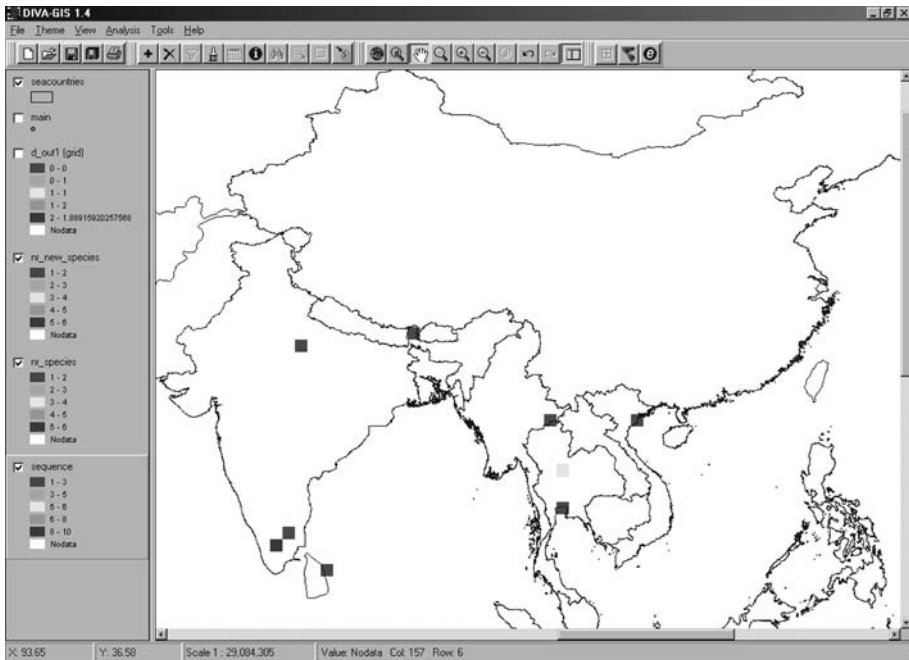 DIVA-GIS 1.4
File Theme View Analysis Tools Help
seacountries
main
d_out1 (grid)
0 - 0
0 - 1
1 - 1
1 - 2
2 - 1.88915920257568
Nodata
nr_new_species
1 - 2
2 - 3
3 - 4
4 - 5
5 - 6
Nodata
nr_species
1 - 2
2 - 3
3 - 4
4 - 5
5 - 6
Nodata
sequence
1 - 3
3 - 5
5 - 6
6 - 8
8 - 10
Nodata
X: 93.65 Y: 36.58 Scale 1 : 29,084,305 Value: Nodata Col: 157 Row: 6